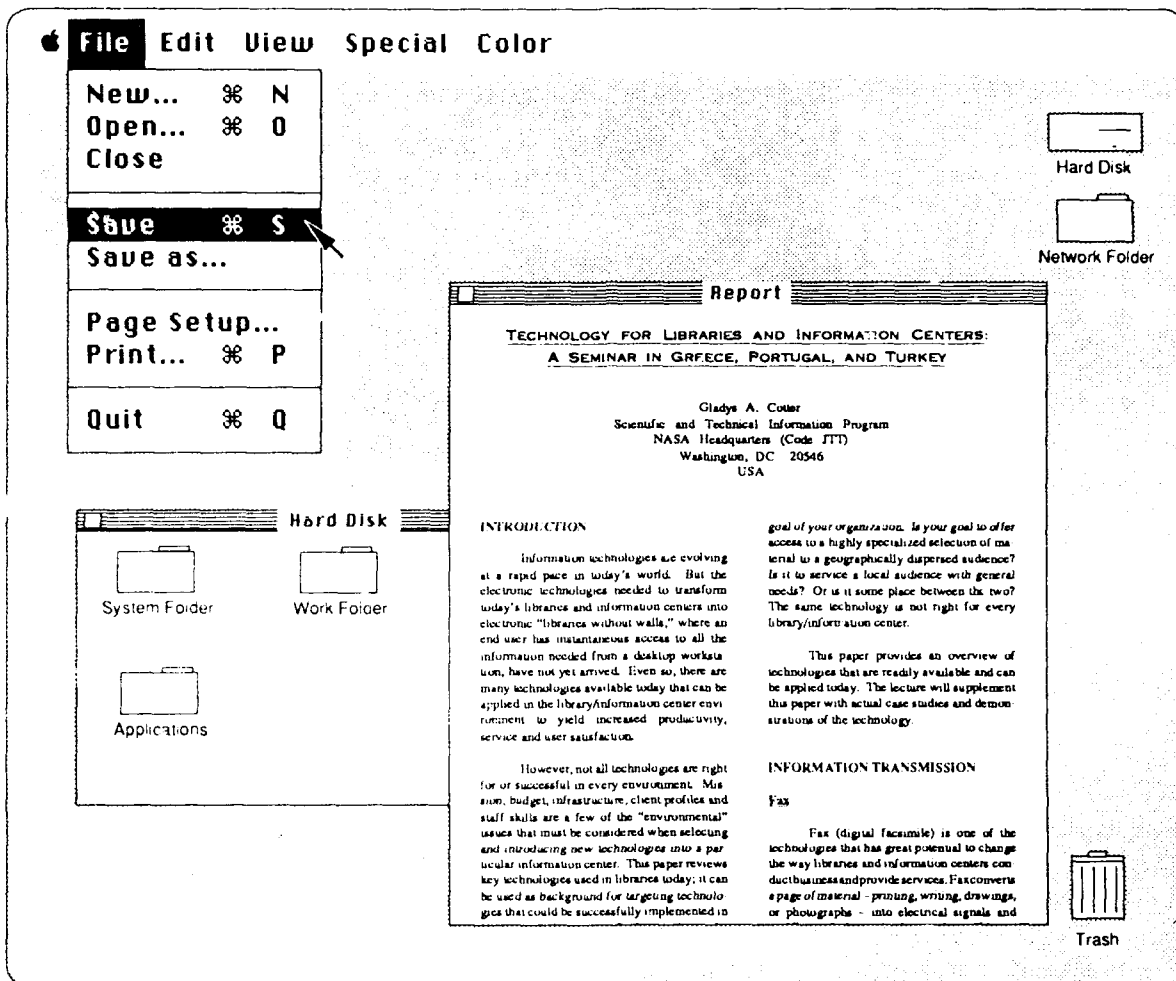 File Edit View Special Color
New... ⌘ N
Open... ⌘ O
Close
Save ⌘ S
Save as...
Page Setup...
Print... ⌘ P
Quit ⌘ Q
Hard Disk
Network Folder
Hard Disk
System Folder Work Folder
Applications
Report
TECHNOLOGY FOR LIBRARIES AND INFORMATION CENTERS:
A SEMINAR IN GREECE, PORTUGAL, AND TURKEY
Gladys A. Cotter
Scientific and Technical Information Program
NASA Headquarters (Code JTT)
Washington, DC 20546
USA
INTRODUCTION
Information technologies are evolving
at a rapid pace in today's world. But the
electronic technologies needed to transform
today's libraries and information centers into
electronic "libraries without walls," where an
end user has instantaneous access to all the
information needed from a desktop worksta-
tion, have not yet arrived. Even so, there are
many technologies available today that can be
applied in the library/information center envi
ronment to yield increased productivity,
service and user satisfaction.
However, not all technologies are right
for or successful in every environment. Mis
sion, budget, infrastructure, client profiles and
staff skills are a few of the "environmental"
issues that must be considered when selecting
and introducing new technologies into a par
ticular information center. This paper reviews
key technologies used in libraries today; it can
be used as background for targeting technolo-
gies that could be successfully implemented in
goal of your organization. Is your goal to offer
access to a highly specialized selection of ma-
terial to a geographically dispersed audience?
Is it to service a local audience with general
needs? Or is it some place between the two?
The same technology is not right for every
library/information center.
This paper provides an overview of
technologies that are readily available and can
be applied today. The lecture will supplement
this paper with actual case studies and demon-
strations of the technology.
INFORMATION TRANSMISSION
Fax
Fax (digital facsimile) is one of the
technologies that has great potential to change
the way libraries and information centers con-
duct business and provide services. Fax converts
a page of material - printing, writing, drawings,
or photographs - into electrical signals and
Trash